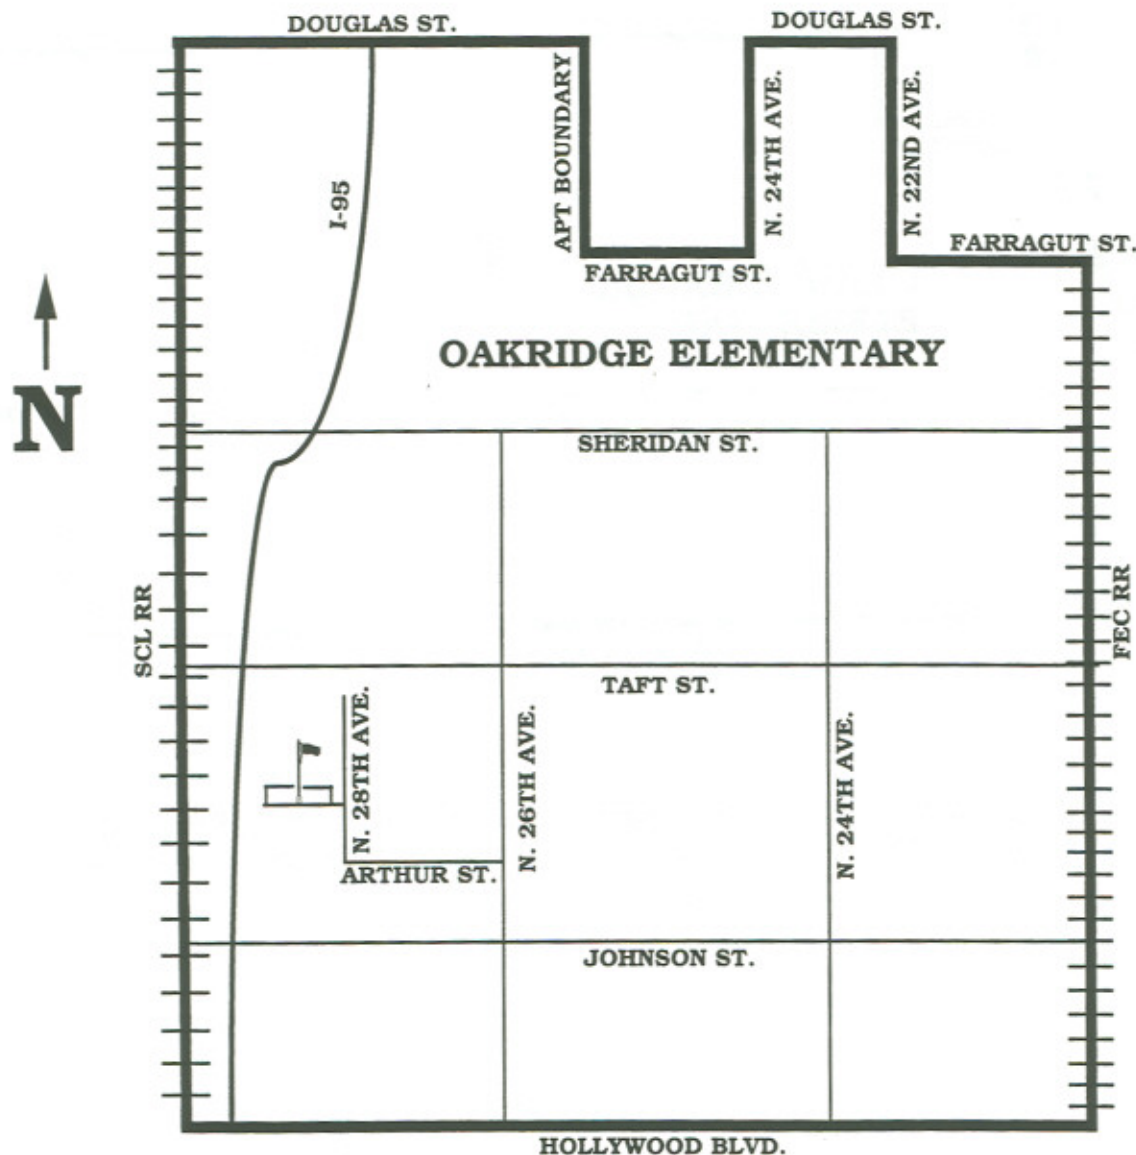 DOUGLAS ST.
DOUGLAS ST.
APT BOUNDARY
N. 24TH AVE.
N. 22ND AVE.
I-95
FARRAGUT ST.
FARRAGUT ST.
OAKRIDGE ELEMENTARY
N
SHERIDAN ST.
SCL RR
FEC RR
TAFT ST.
N. 28TH AVE.
N. 26TH AVE.
N. 24TH AVE.
ARTHUR ST.
JOHNSON ST.
HOLLYWOOD BLVD.